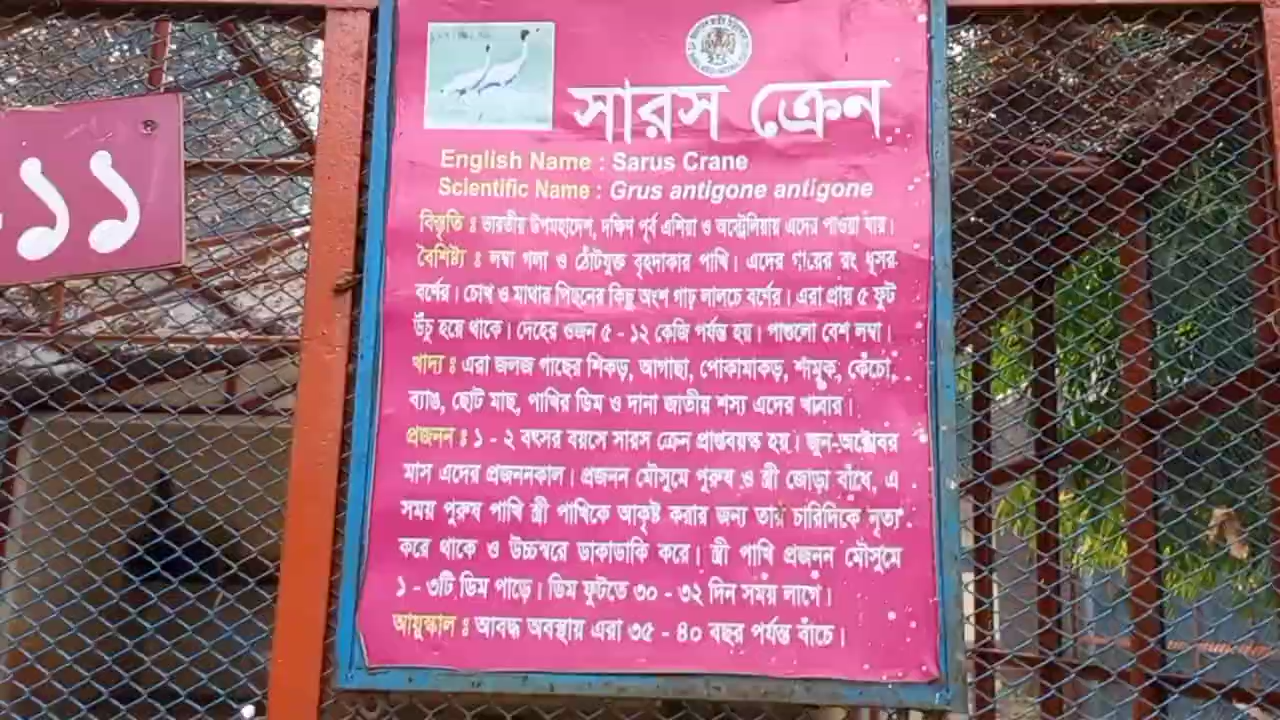 ১১
সারস ক্রেন
English Name : Sarus Crane
Scientific Name : Grus antigone antigone
বিস্তৃতি : ভারতীয় উপমহাদেশ, দক্ষিণ পূর্ব এশিয়া ও অস্ট্রেলিয়ায় এদের পাওয়া যায়।
বৈশিষ্ট্য : লম্বা গলা ও ঠোঁটযুক্ত বৃহদাকার পাখি। এদের গায়ের রং ধূসর
বর্ণের। চোখ ও মাথার পিছনের কিছু অংশ গাঢ় লালচে বর্ণের। এরা প্রায় ৫ ফুট
উঁচু হয়ে থাকে। দেহের ওজন ৫ - ১২ কেজি পর্যন্ত হয়। পাগুলো বেশ লম্বা।
খাদ্য : এরা জলজ গাছের শিকড়, আগাছা, পোকামাকড়, শামুক, কেঁচো,
ব্যাঙ, ছোট মাছ, পাখির ডিম ও দানা জাতীয় শস্য এদের খাবার।
প্রজনন : ১ - ২ বৎসর বয়সে সারস ক্রেন প্রাপ্তবয়স্ক হয়। জুন-অক্টোবর
মাস এদের প্রজননকাল। প্রজনন মৌসুমে পুরুষ ও স্ত্রী জোড়া বাঁধে, এ
সময় পুরুষ পাখি স্ত্রী পাখিকে আকৃষ্ট করার জন্য তার চারিদিকে নৃত্য
করে থাকে ও উচ্চস্বরে ডাকাডাকি করে। স্ত্রী পাখি প্রজনন মৌসুমে
১ - ৩টি ডিম পাড়ে। ডিম ফুটতে ৩০ - ৩২ দিন সময় লাগে।
আয়ুষ্কাল : আবদ্ধ অবস্থায় এরা ৩৫ - ৪০ বছর পর্যন্ত বাঁচে।